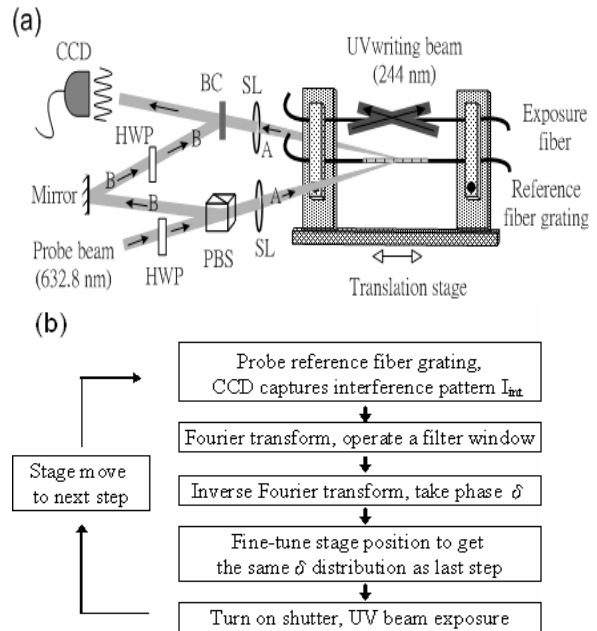 (a)
CCD
BC
SL
UV writing beam
(244 nm)
HWP
B
A
Exposure
fiber
B
Mirror
B
A
Reference
fiber grating
Probe beam
(632.8 nm)
HWP
PBS
SL
Translation stage
(b)
Probe reference fiber grating,
CCD captures interference pattern I_int
Fourier transform, operate a filter window
Stage move
to next step
Inverse Fourier transform, take phase δ
Fine-tune stage position to get
the same δ distribution as last step
Turn on shutter, UV beam exposure